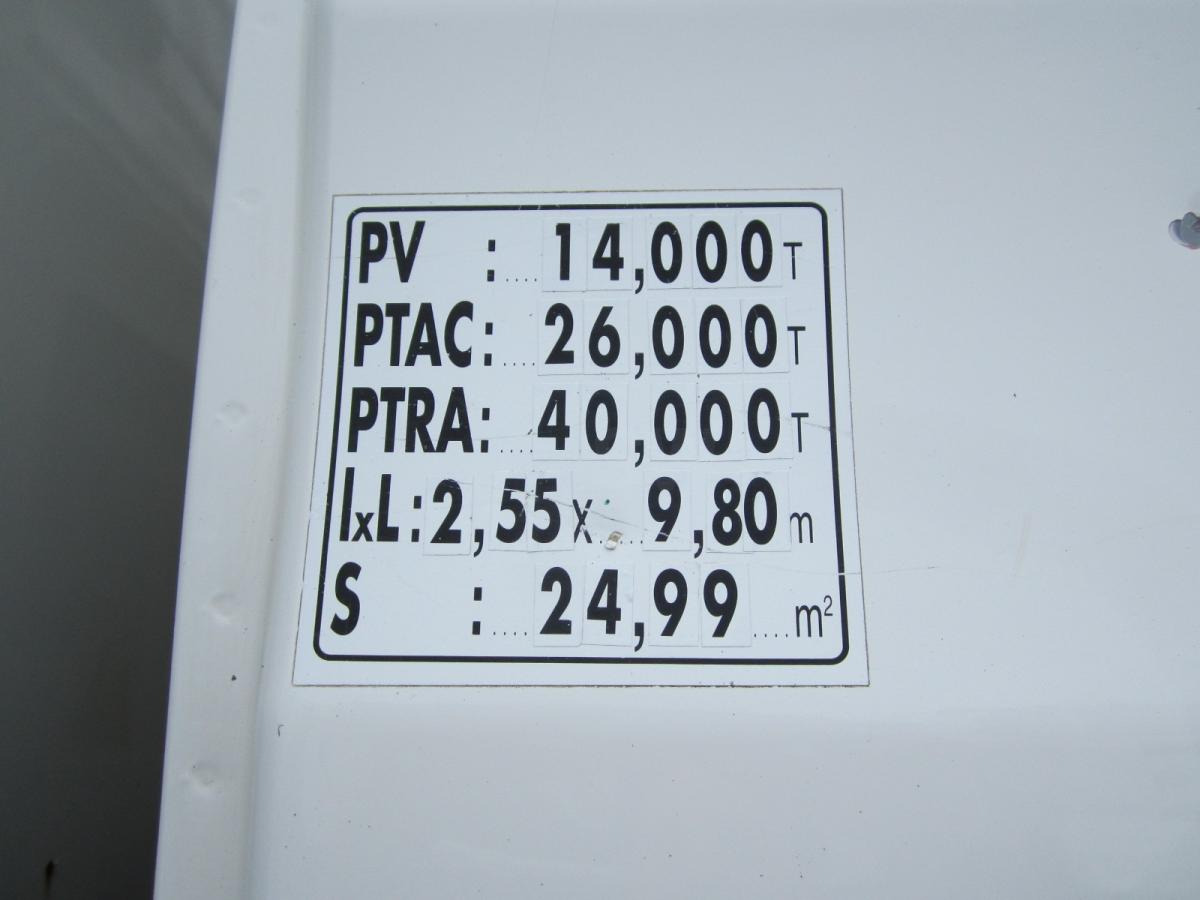 PV :....14,000T
PTAC:....26,000T
PTRA:....40,000T
lxL:2,55x....9,80m
S :....24,99....m²